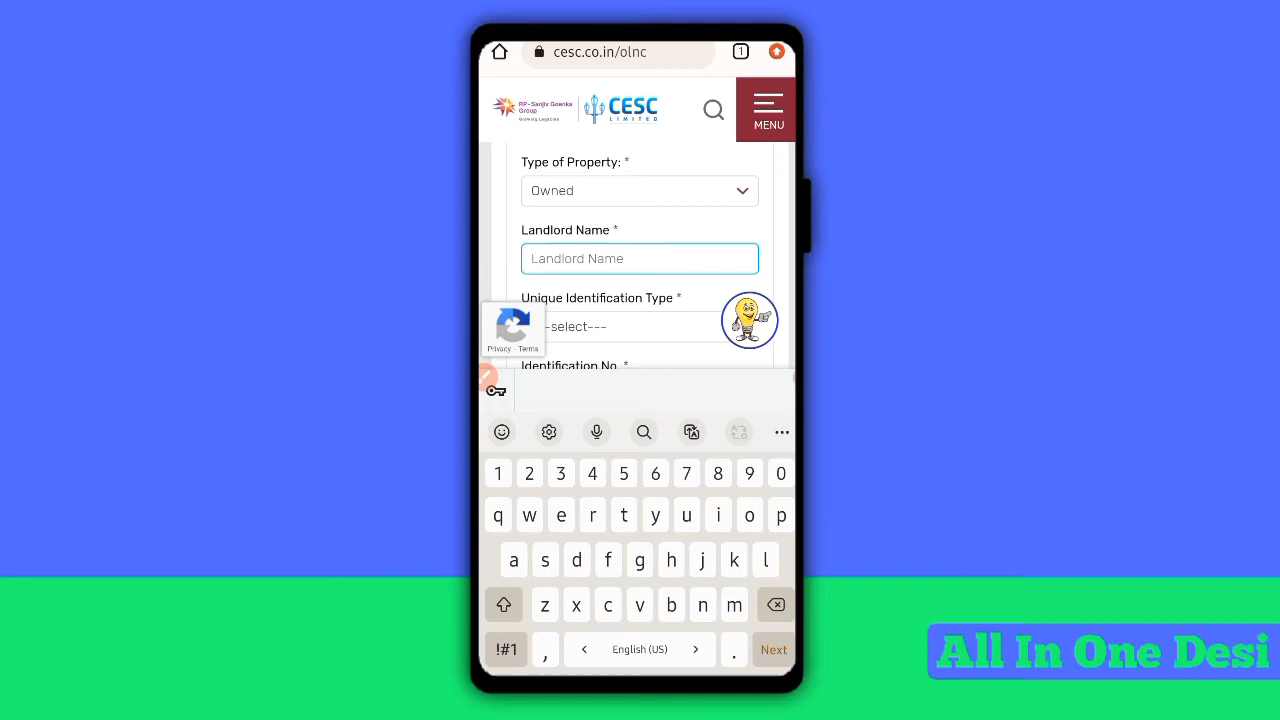 cesc.co.in/olnc
1
RP-Sanjiv Goenka
Group
Growing Legacies
CESC
LIMITED
MENU
Type of Property: *
Owned
Landlord Name *
Landlord Name
Unique Identification Type *
-select---
Privacy - Terms
Identification No. *
1 2 3 4 5 6 7 8 9 0
q w e r t y u i o p
a s d f g h j k l
z x c v b n m
!#1 , < English (US) > . Next
All In One Desi